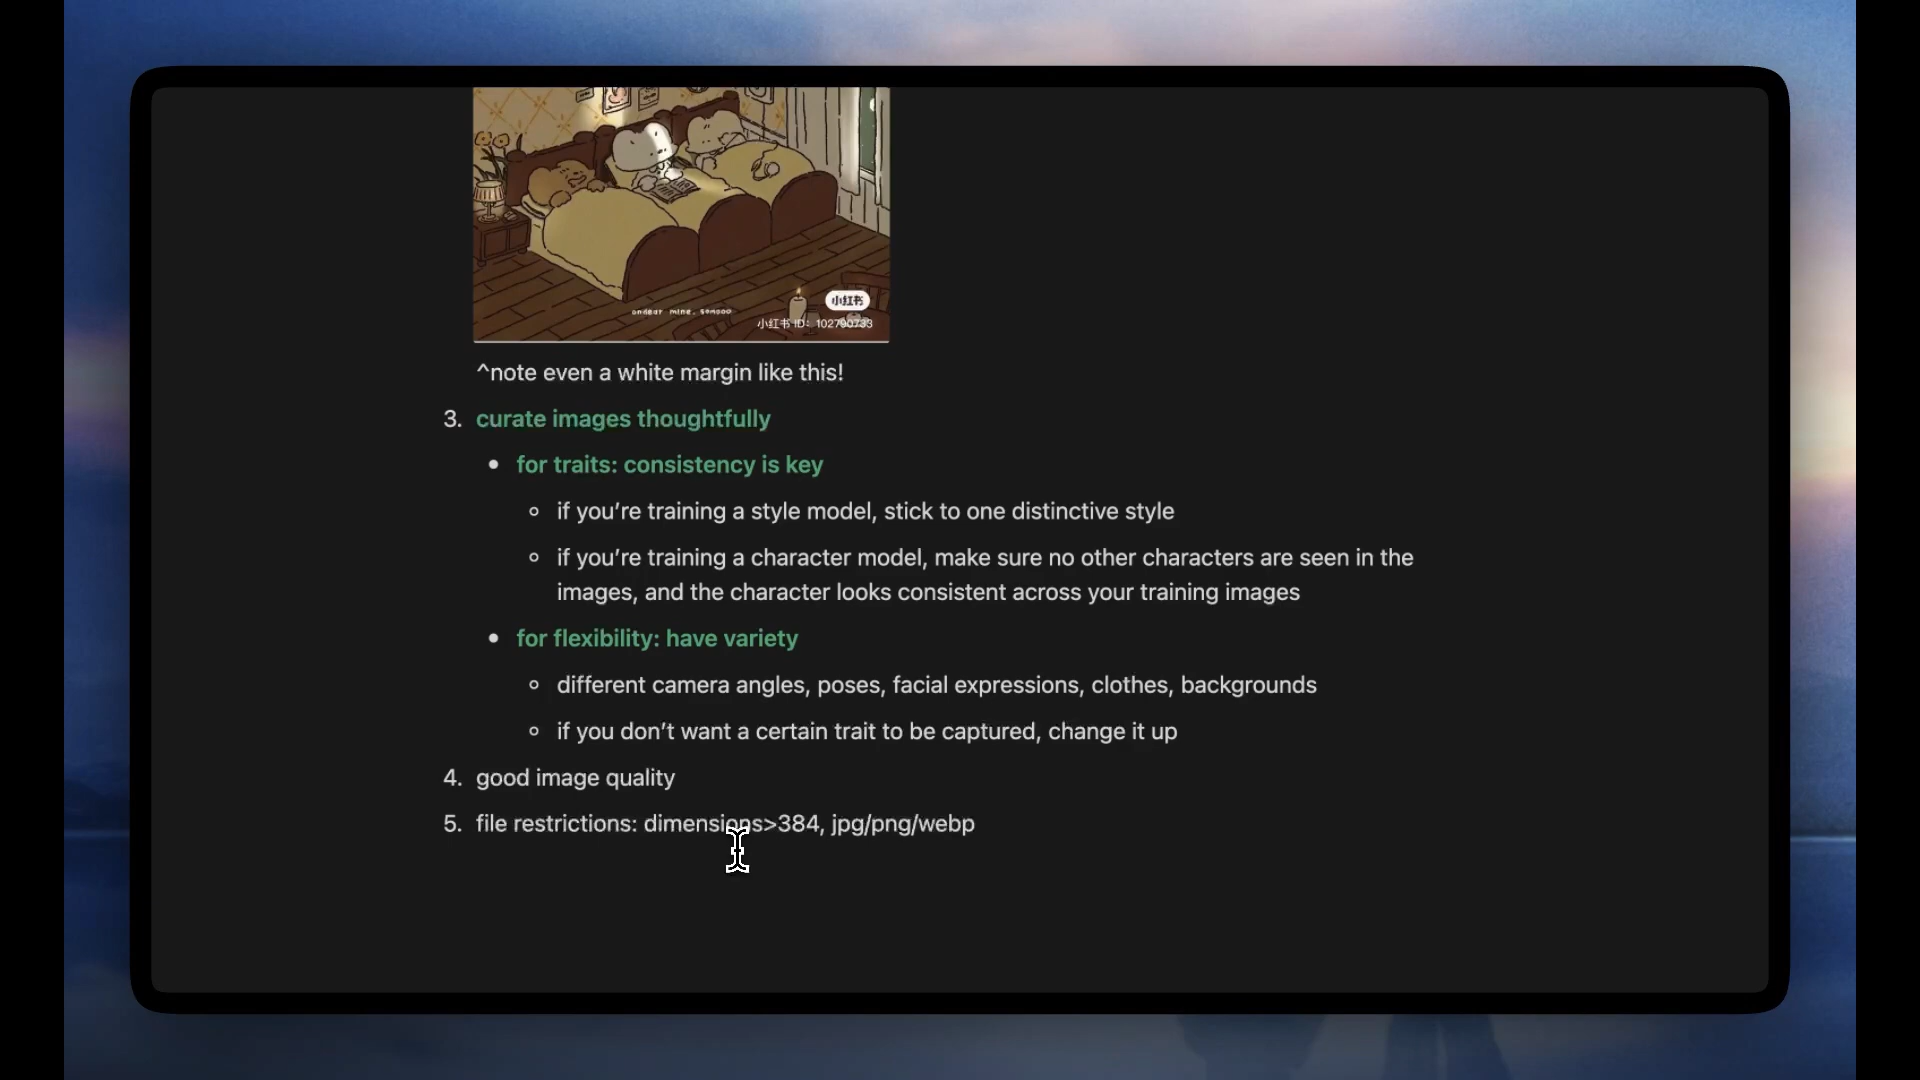 ondear mine. somooo
小红书
小红书 ID: 102790733
^note even a white margin like this!
3. curate images thoughtfully
• for traits: consistency is key
◦ if you’re training a style model, stick to one distinctive style
◦ if you’re training a character model, make sure no other characters are seen in the
images, and the character looks consistent across your training images
• for flexibility: have variety
◦ different camera angles, poses, facial expressions, clothes, backgrounds
◦ if you don’t want a certain trait to be captured, change it up
4. good image quality
5. file restrictions: dimensions>384, jpg/png/webp